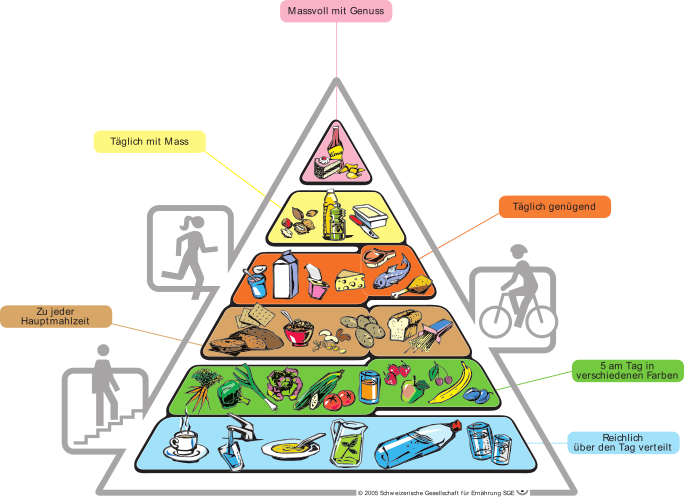 Massvoll mit Genuss
Täglich mit Mass
Täglich genügend
Zu jeder
Hauptmahlzeit
5 am Tag in
verschiedenen Farben
Reichlich
über den Tag verteilt
© 2005 Schweizerische Gesellschaft für Ernährung SGE